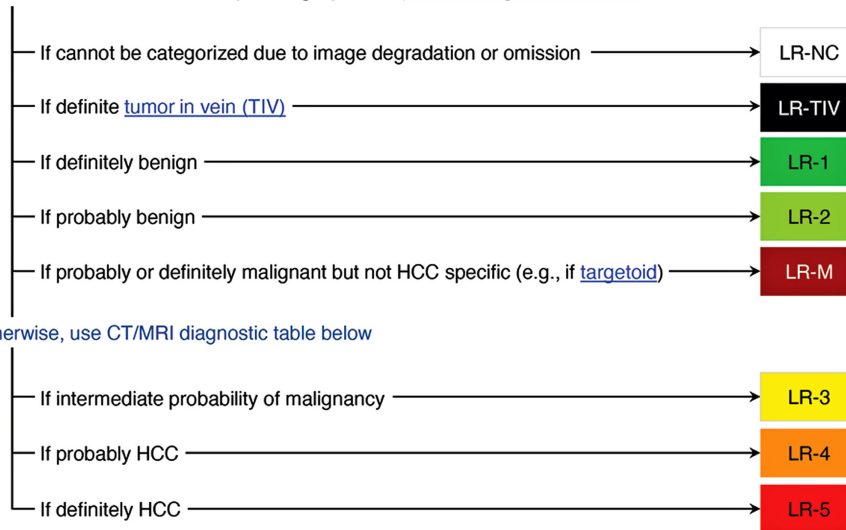 If cannot be categorized due to image degradation or omission LR-NC
If definite tumor in vein (TIV) LR-TIV
If definitely benign LR-1
If probably benign LR-2
If probably or definitely malignant but not HCC specific (e.g., if targetoid) LR-M
erwise, use CT/MRI diagnostic table below
If intermediate probability of malignancy LR-3
If probably HCC LR-4
If definitely HCC LR-5